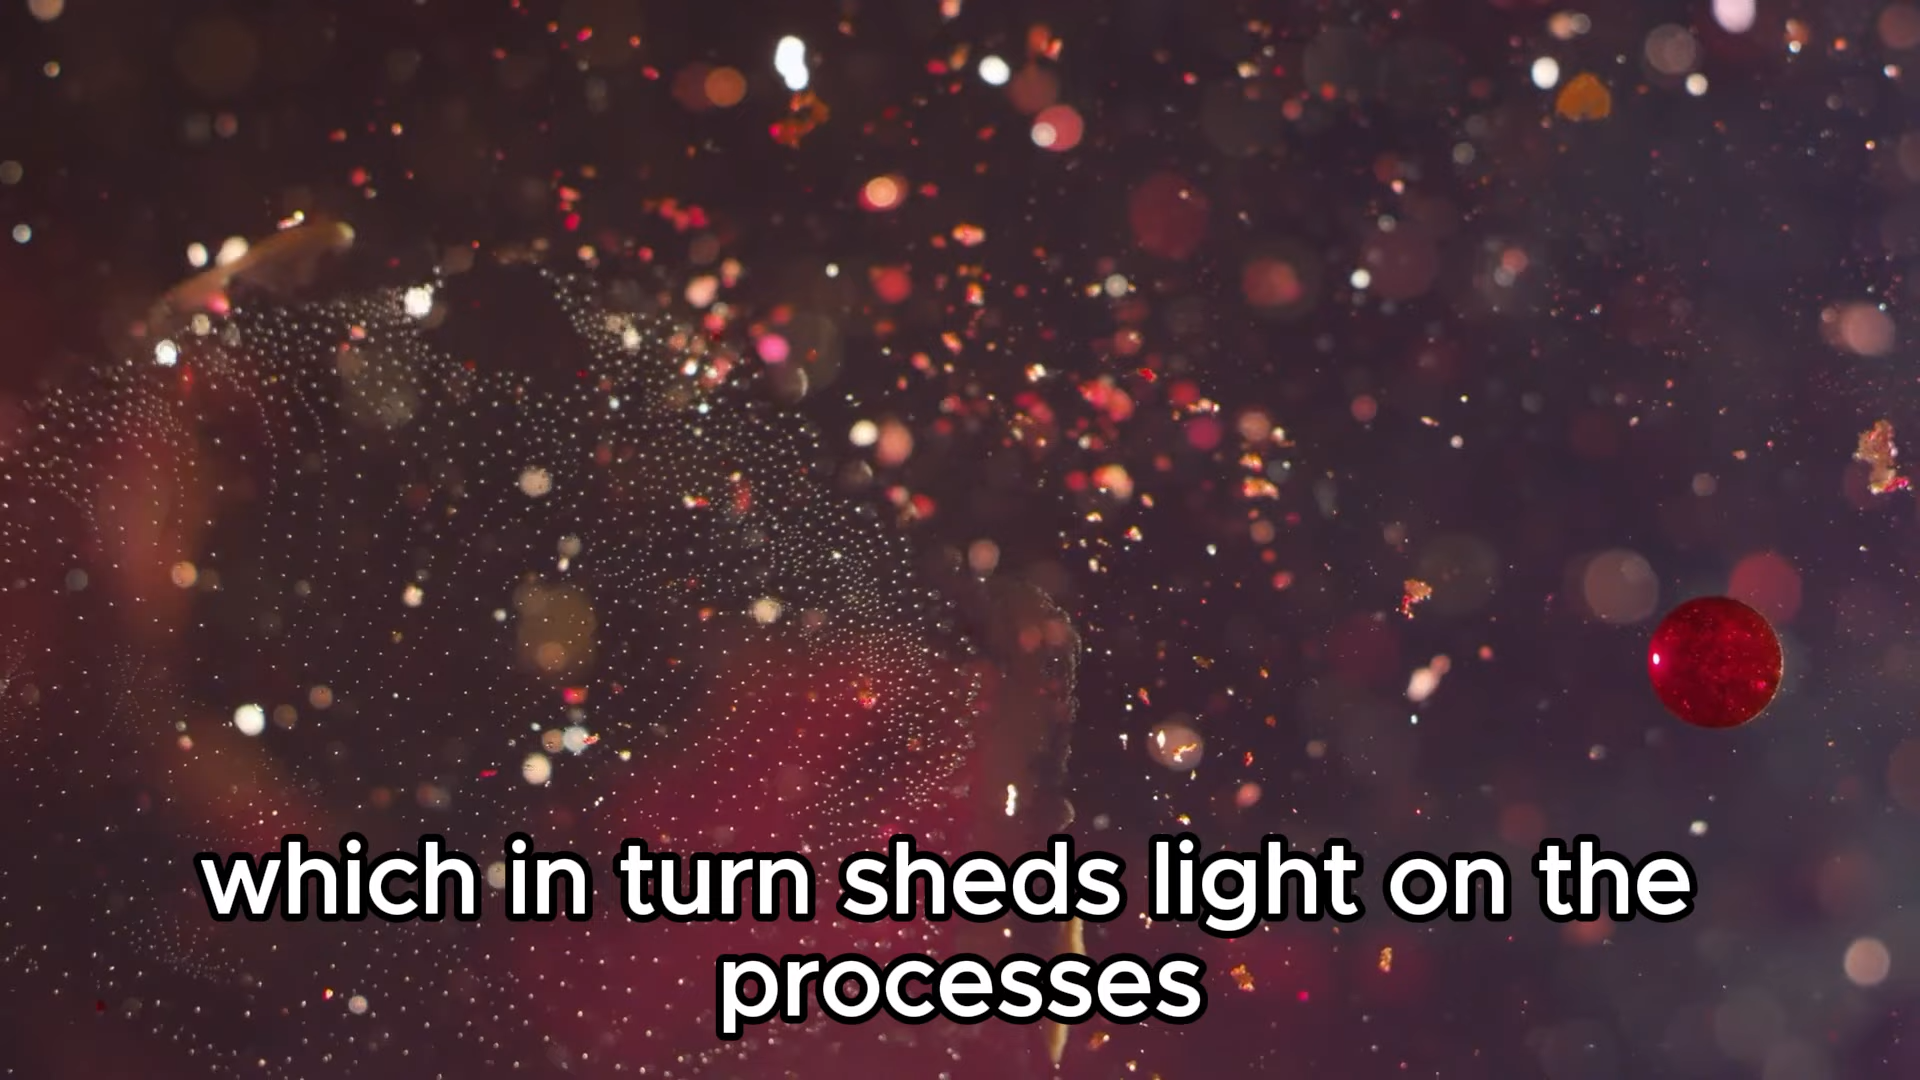 which in turn sheds light on the
processes